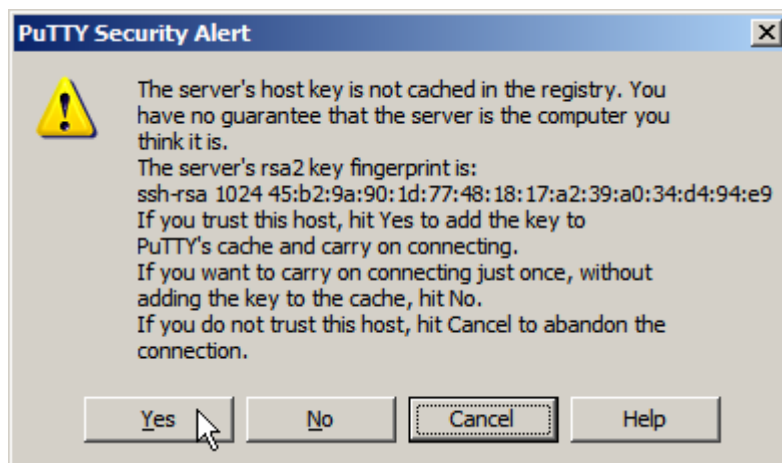 PuTTY Security Alert
The server's host key is not cached in the registry. You
have no guarantee that the server is the computer you
think it is.
The server's rsa2 key fingerprint is:
ssh-rsa 1024 45:b2:9a:90:1d:77:48:18:17:a2:39:a0:34:d4:94:e9
If you trust this host, hit Yes to add the key to
PuTTY's cache and carry on connecting.
If you want to carry on connecting just once, without
adding the key to the cache, hit No.
If you do not trust this host, hit Cancel to abandon the
connection.
Yes No Cancel Help